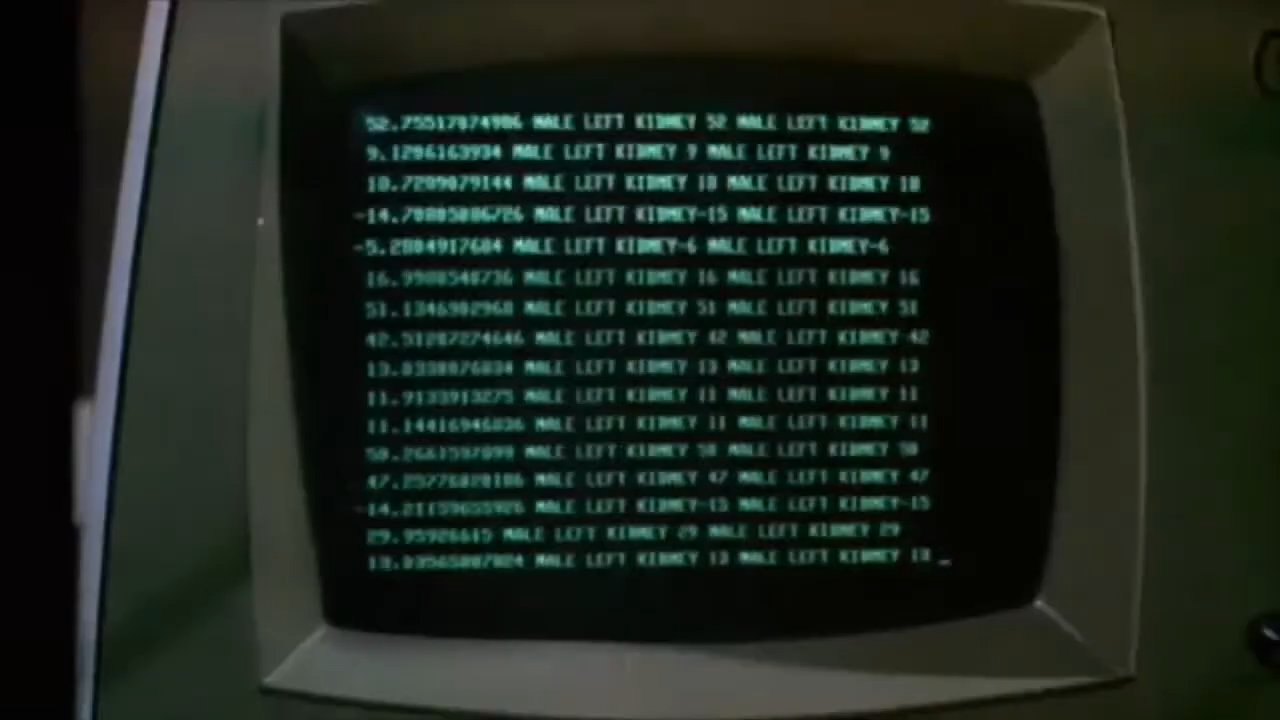 MALE LEFT KIDNEY 52 MALE LEFT KIDNEY 52
MALE LEFT KIDNEY 9 MALE LEFT KIDNEY 9
MALE LEFT KIDNEY 18 MALE LEFT KIDNEY 18
MALE LEFT KIDNEY-15 MALE LEFT KIDNEY-15
MALE LEFT KIDNEY-6 MALE LEFT KIDNEY-6
MALE LEFT KIDNEY 16 MALE LEFT KIDNEY 16
MALE LEFT KIDNEY 51 MALE LEFT KIDNEY 51
MALE LEFT KIDNEY 42 MALE LEFT KIDNEY 42
MALE LEFT KIDNEY 13 MALE LEFT KIDNEY 13
MALE LEFT KIDNEY 11 MALE LEFT KIDNEY 11
MALE LEFT KIDNEY 11 MALE LEFT KIDNEY 11
MALE LEFT KIDNEY 58 MALE LEFT KIDNEY 58
MALE LEFT KIDNEY 47 MALE LEFT KIDNEY 47
MALE LEFT KIDNEY-15 MALE LEFT KIDNEY-15
29.95926615 MALE LEFT KIDNEY 29 MALE LEFT KIDNEY 29
MALE LEFT KIDNEY 13 MALE LEFT KIDNEY 13